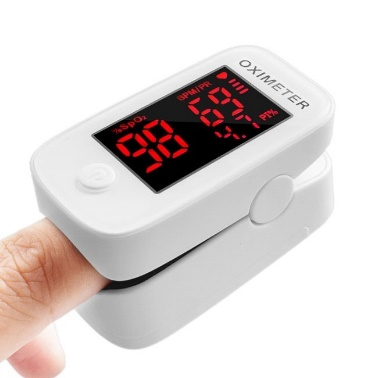 OXIMETER
%SpO₂
BPM/PR
98
PI%